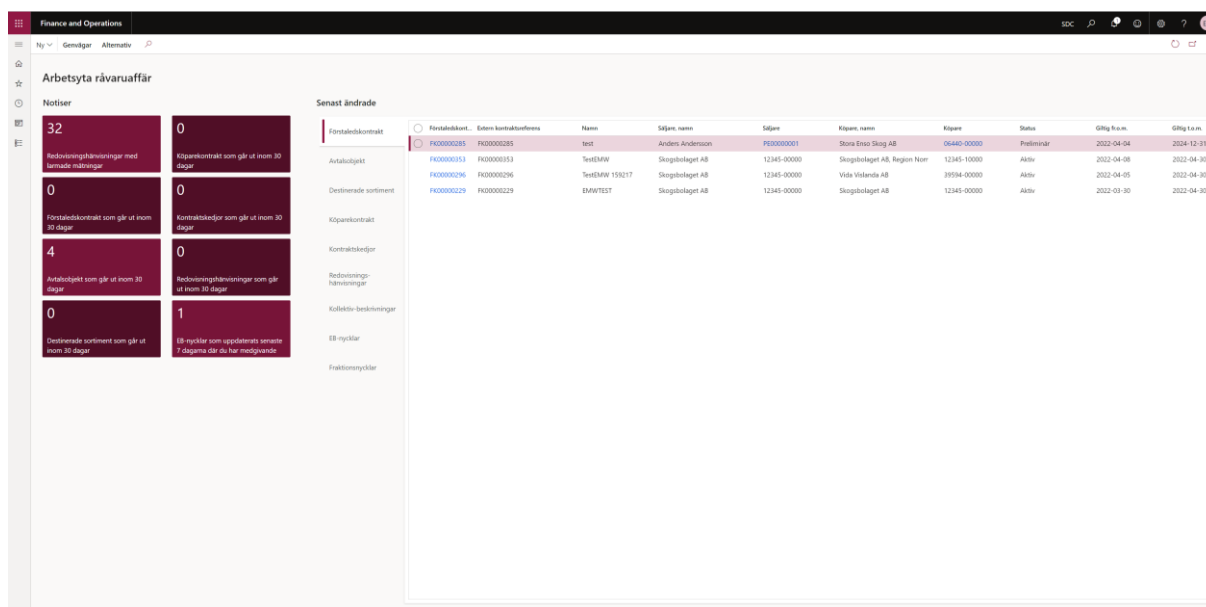 Finance and Operations
SDC
?
Ny
Genvägar
Alternativ
Arbetsyta råvaruaffär
Notiser
32
Redovisningshänvisningar med
larmade mätningar
0
Köparekontrakt som går ut inom 30
dagar
0
Förstaledskontrakt som går ut inom
30 dagar
0
Kontraktskedjor som går ut inom 30
dagar
4
Avtalsobjekt som går ut inom 30
dagar
0
Redovisningshänvisningar som går
ut inom 30 dagar
0
Destinerade sortiment som går ut
inom 30 dagar
1
EB-nycklar som uppdaterats senaste
7 dagarna där du har medgivande
Senast ändrade
Förstaledskontrakt
Avtalsobjekt
Destinerade sortiment
Köparekontrakt
Kontraktskedjor
Redovisnings-
hänvisningar
Kollektiv-beskrivningar
EB-nycklar
Fraktionsnycklar
Förstaledskont... Extern kontraktsreferens Namn Säljare, namn Säljare Köpare, namn Köpare Status Giltig fr.o.m. Giltig t.o.m
FK00000285 FK00000285 test Anders Andersson PE00000001 Stora Enso Skog AB 06440-00000 Preliminär 2022-04-04 2024-12-31
FK00000353 FK00000353 TestEMW Skogsbolaget AB 12345-00000 Skogsbolaget AB, Region Norr 12345-10000 Aktiv 2022-04-08 2022-04-30
FK00000296 FK00000296 TestEMW 159217 Skogsbolaget AB 12345-00000 Vida Vislanda AB 39594-00000 Aktiv 2022-04-05 2022-04-30
FK00000229 FK00000229 EMWTEST Skogsbolaget AB 12345-00000 Skogsbolaget AB 12345-00000 Aktiv 2022-03-30 2022-04-30